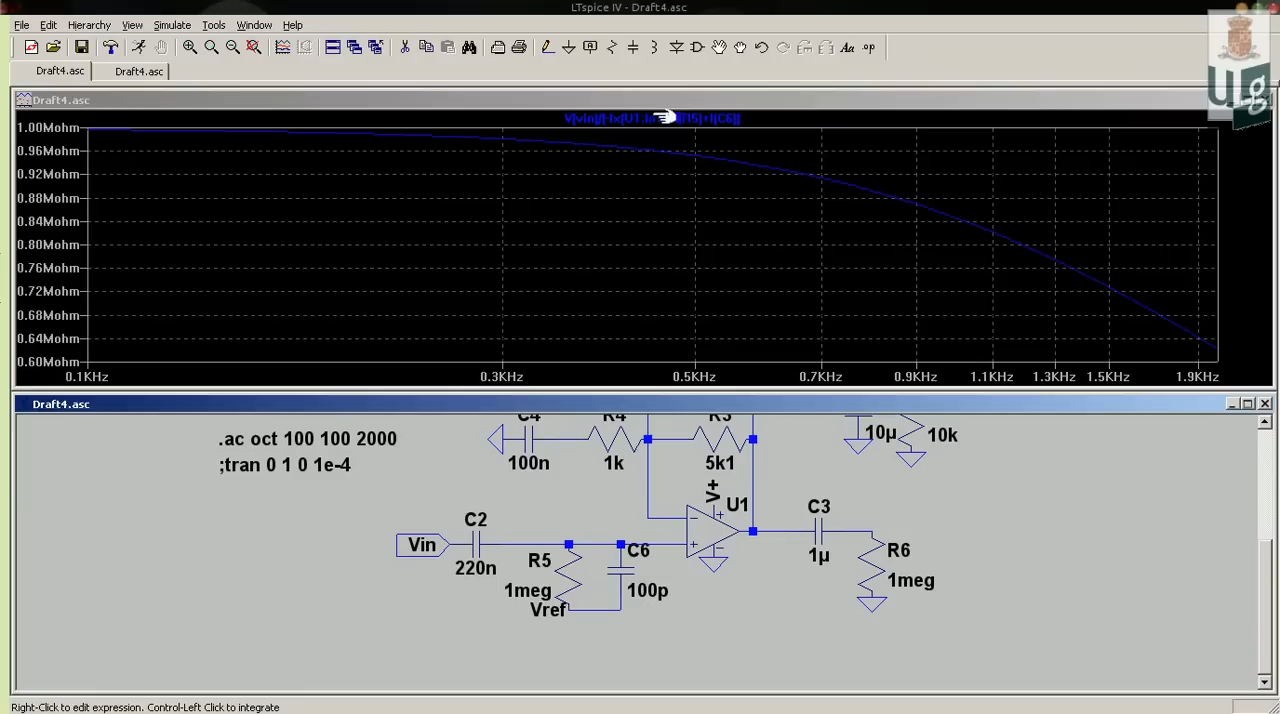 LTspice IV - Draft4.asc
File Edit Hierarchy View Simulate Tools Window Help
Draft4.asc Draft4.asc
Draft4.asc
1.00Mohm
0.96Mohm
0.92Mohm
0.88Mohm
0.84Mohm
0.80Mohm
0.76Mohm
0.72Mohm
0.68Mohm
0.64Mohm
0.60Mohm
0.1KHz 0.3KHz 0.5KHz 0.7KHz 0.9KHz 1.1KHz 1.3KHz 1.5KHz 1.9KHz
Draft4.asc
C4 R4 R3
.ac oct 100 100 2000
;tran 0 1 0 1e-4
100n 1k 5k1 10µ 10k
V+
U1
C2
Vin
220n
R5
1meg
Vref
C6
100p
C3
1µ
R6
1meg
Right-Click to edit expression. Control-Left Click to integrate